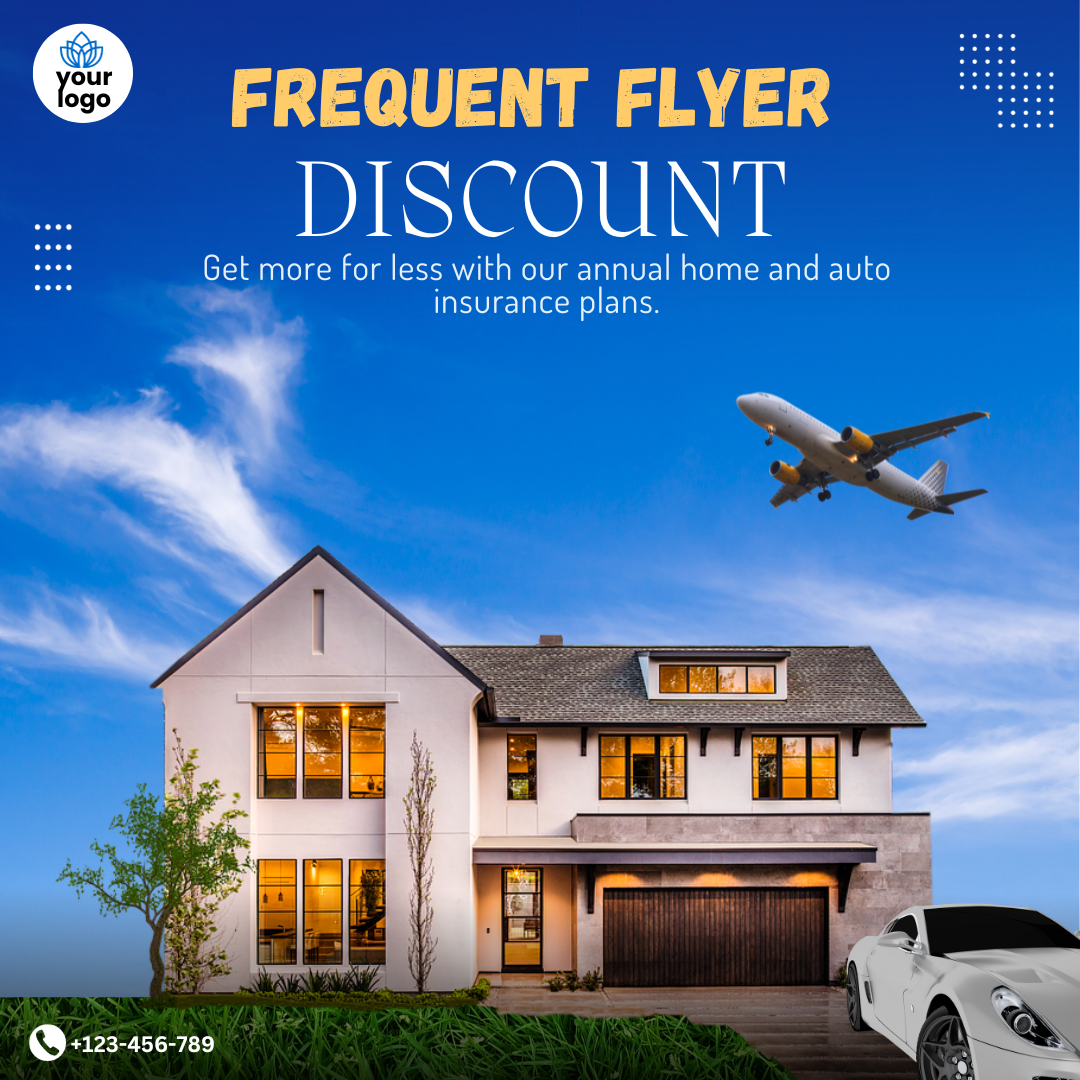 your
logo
FREQUENT FLYER
DISCOUNT
Get more for less with our annual home and auto
insurance plans.
+123-456-789